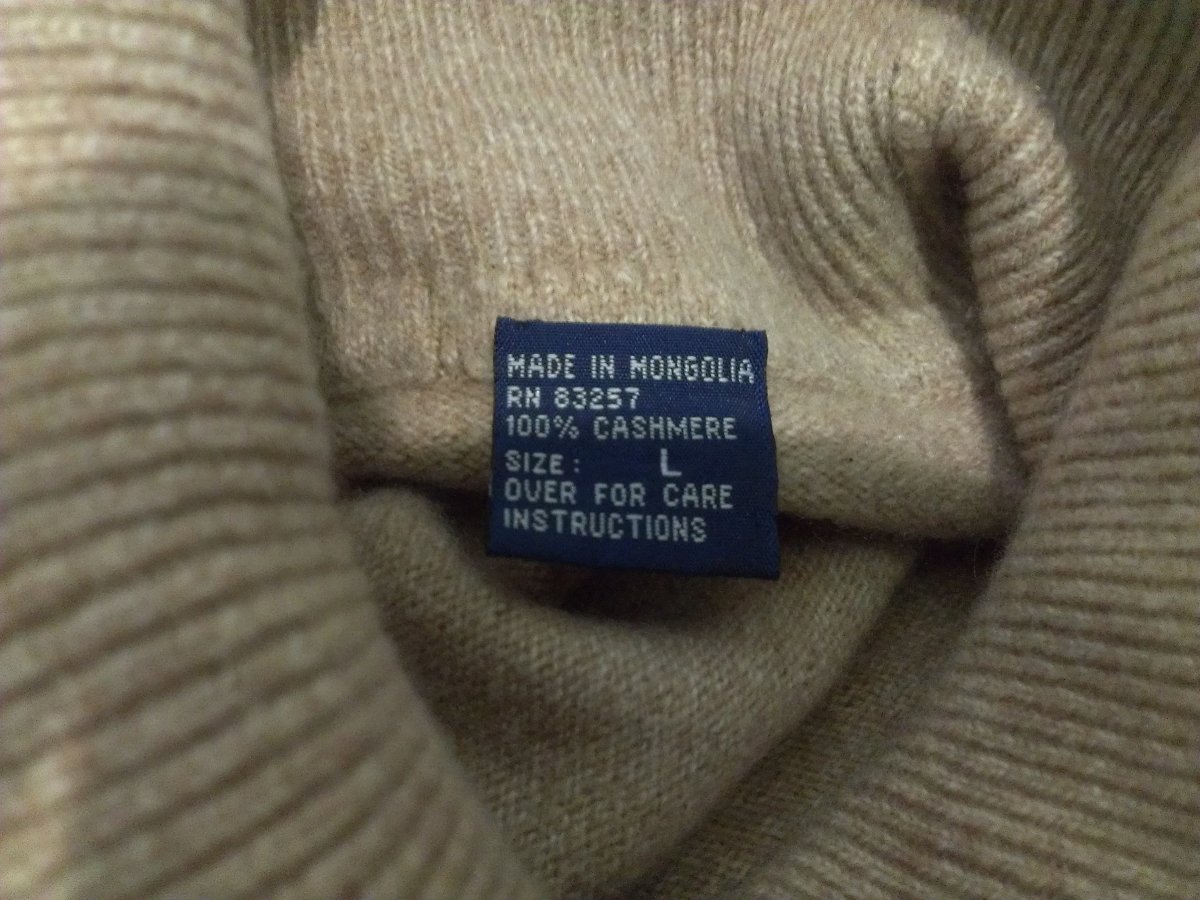 MADE IN MONGOLIA
RN 83257
100% CASHMERE
SIZE: L
OVER FOR CARE
INSTRUCTIONS